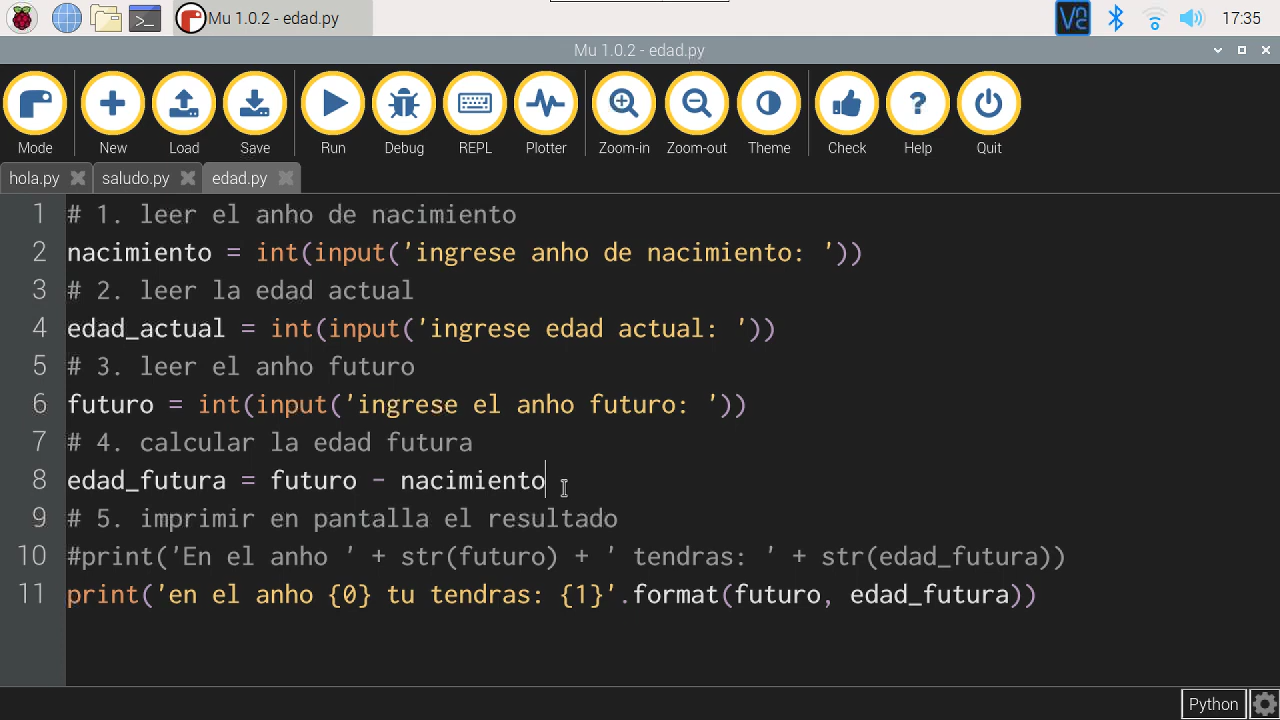 Mu 1.0.2 - edad.py
17:35
Mu 1.0.2 - edad.py
Mode New Load Save Run Debug REPL Plotter Zoom-in Zoom-out Theme Check Help Quit
hola.py saludo.py edad.py
1 # 1. leer el anho de nacimiento
2 nacimiento = int(input('ingrese anho de nacimiento: '))
3 # 2. leer la edad actual
4 edad_actual = int(input('ingrese edad actual: '))
5 # 3. leer el anho futuro
6 futuro = int(input('ingrese el anho futuro: '))
7 # 4. calcular la edad futura
8 edad_futura = futuro - nacimiento
9 # 5. imprimir en pantalla el resultado
10 #print('En el anho ' + str(futuro) + ' tendras: ' + str(edad_futura))
11 print('en el anho {0} tu tendras: {1}'.format(futuro, edad_futura))
Python